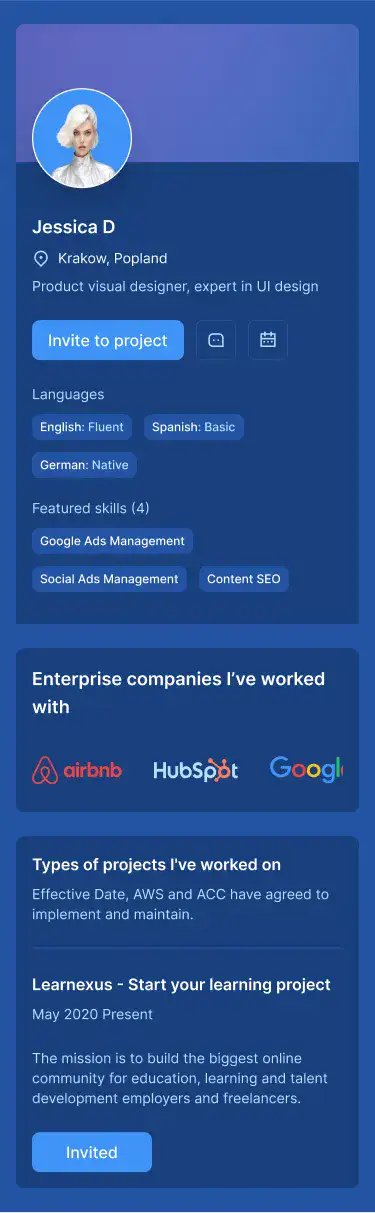 Jessica D
Krakow, Popland
Product visual designer, expert in UI design
Invite to project
Languages
English: Fluent
Spanish: Basic
German: Native
Featured skills (4)
Google Ads Management
Social Ads Management
Content SEO
Enterprise companies I’ve worked
with
airbnb
HubSpot
Googl
Types of projects I've worked on
Effective Date, AWS and ACC have agreed to
implement and maintain.
Learnexus - Start your learning project
May 2020 Present
The mission is to build the biggest online
community for education, learning and talent
development employers and freelancers.
Invited